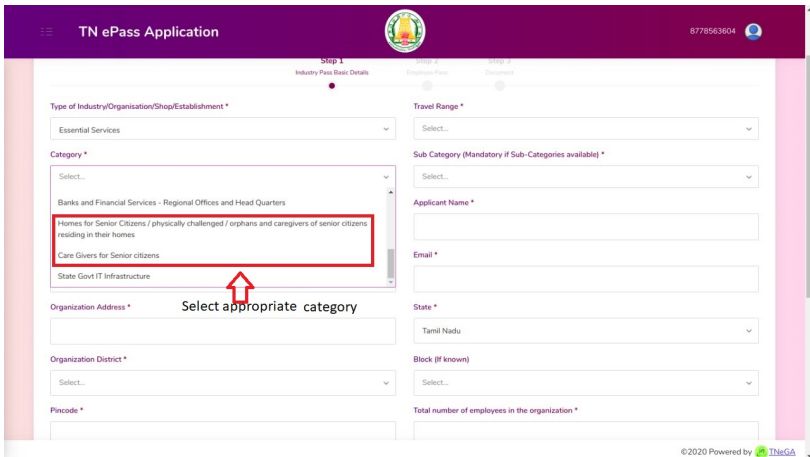 TN ePass Application
8778563604
Step 1
Step 2
Step 3
Industry Pass Basic Details
Employee Pass
Document
Type of Industry/Organisation/Shop/Establishment *
Travel Range *
Essential Services
Select...
Category *
Sub Category (Mandatory if Sub-Categories available) *
Select...
Select...
Banks and Financial Services - Regional Offices and Head Quarters
Applicant Name *
Homes for Senior Citizens / physically challenged / orphans and caregivers of senior citizens
residing in their homes
Care Givers for Senior citizens
Email *
State Govt IT Infrastructure
Select appropriate category
Organization Address *
State *
Tamil Nadu
Organization District *
Block (If known)
Select...
Select...
Pincode *
Total number of employees in the organization *
©2020 Powered by TNeGA